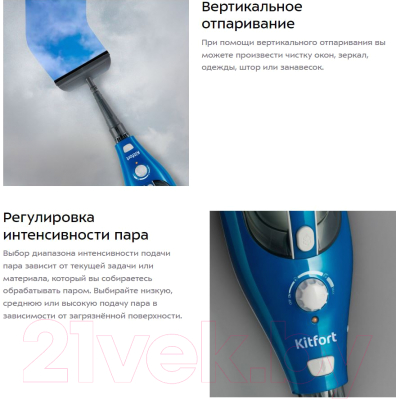 Вертикальное
отпаривание
При помощи вертикального отпаривания вы
можете произвести чистку окон, зеркал,
одежды, штор или занавесок.
Kitfort
Регулировка
интенсивности пара
Выбор диапазона интенсивности подачи
пара зависит от текущей задачи или
материала, который вы собираетесь
обрабатывать паром. Выбирайте низкую,
среднюю или высокую подачу пара в
зависимости от загрязнённой поверхности.
Kitfort
21vek.by